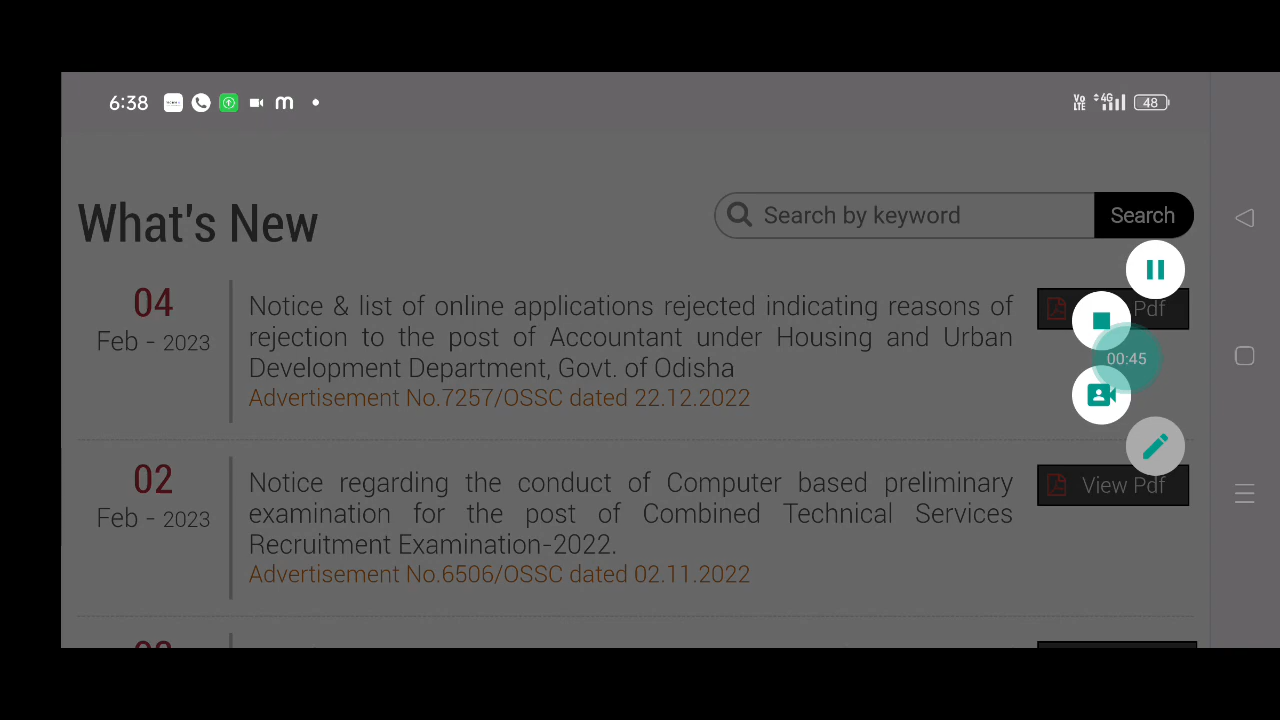 6:38
Vo LTE 4G 48
What's New
Search by keyword
Search
04
Feb - 2023
Notice & list of online applications rejected indicating reasons of
rejection to the post of Accountant under Housing and Urban
Development Department, Govt. of Odisha
Advertisement No.7257/OSSC dated 22.12.2022
Pdf
00:45
02
Feb - 2023
Notice regarding the conduct of Computer based preliminary
examination for the post of Combined Technical Services
Recruitment Examination-2022.
Advertisement No.6506/OSSC dated 02.11.2022
View Pdf